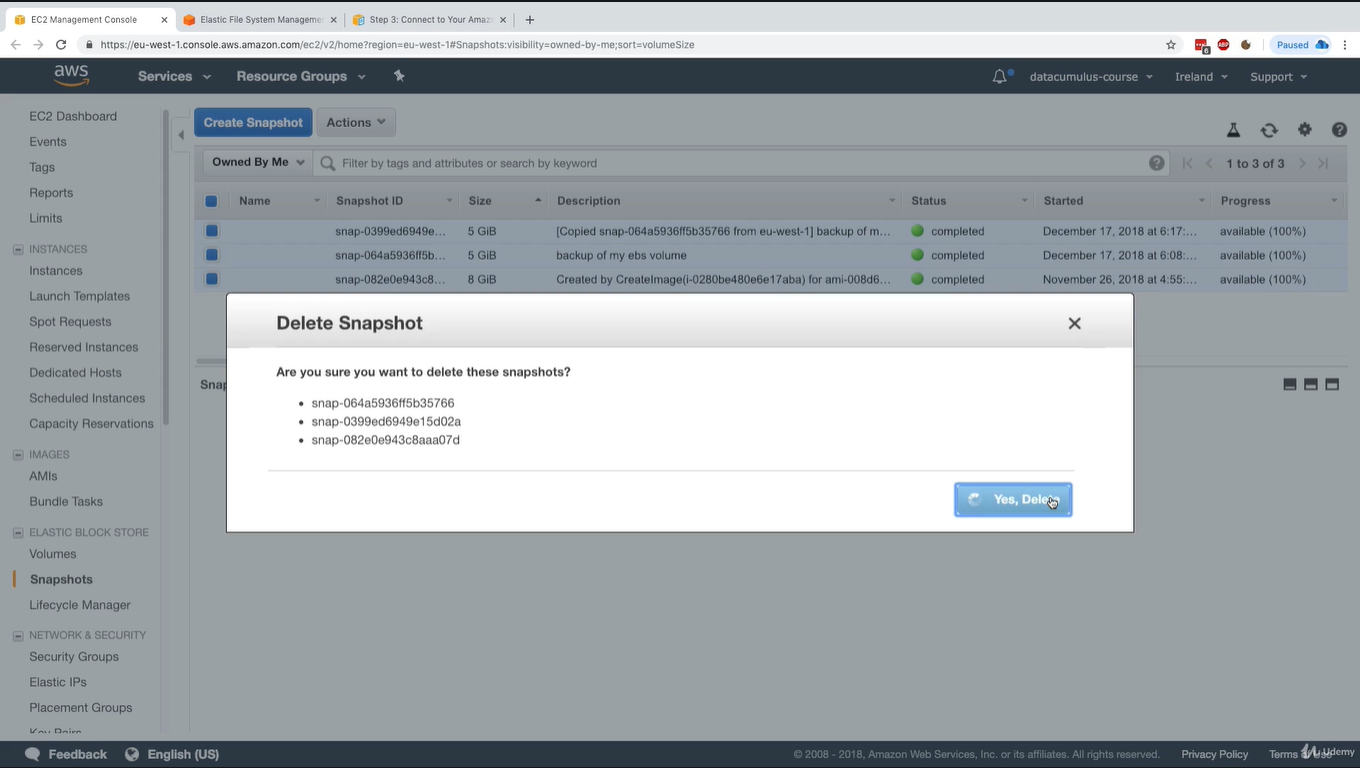 EC2 Management Console
Elastic File System Manageme
Step 3: Connect to Your Amaz
https://eu-west-1.console.aws.amazon.com/ec2/v2/home?region=eu-west-1#Snapshots:visibility=owned-by-me;sort=volumeSize
6
ABP
Paused
aws
Services
Resource Groups
datacumulus-course
Ireland
Support
EC2 Dashboard
Events
Tags
Reports
Limits
INSTANCES
Instances
Launch Templates
Spot Requests
Reserved Instances
Dedicated Hosts
Scheduled Instances
Capacity Reservations
IMAGES
AMIs
Bundle Tasks
ELASTIC BLOCK STORE
Volumes
Snapshots
Lifecycle Manager
NETWORK & SECURITY
Security Groups
Elastic IPs
Placement Groups
Key Pairs
Create Snapshot
Actions
Owned By Me
Filter by tags and attributes or search by keyword
1 to 3 of 3
Name Snapshot ID Size Description Status Started Progress
snap-0399ed6949e... 5 GiB [Copied snap-064a5936ff5b35766 from eu-west-1] backup of m... completed December 17, 2018 at 6:17:... available (100%)
snap-064a5936ff5b... 5 GiB backup of my ebs volume completed December 17, 2018 at 6:08:... available (100%)
snap-082e0e943c8... 8 GiB Created by CreateImage(i-0280be480e6e17aba) for ami-008d6... completed November 26, 2018 at 4:55:... available (100%)
Snap
Delete Snapshot
Are you sure you want to delete these snapshots?
• snap-064a5936ff5b35766
• snap-0399ed6949e15d02a
• snap-082e0e943c8aaa07d
Yes, Delete
Feedback
English (US)
© 2008 - 2018, Amazon Web Services, Inc. or its affiliates. All rights reserved.
Privacy Policy
Terms of Use
Udemy